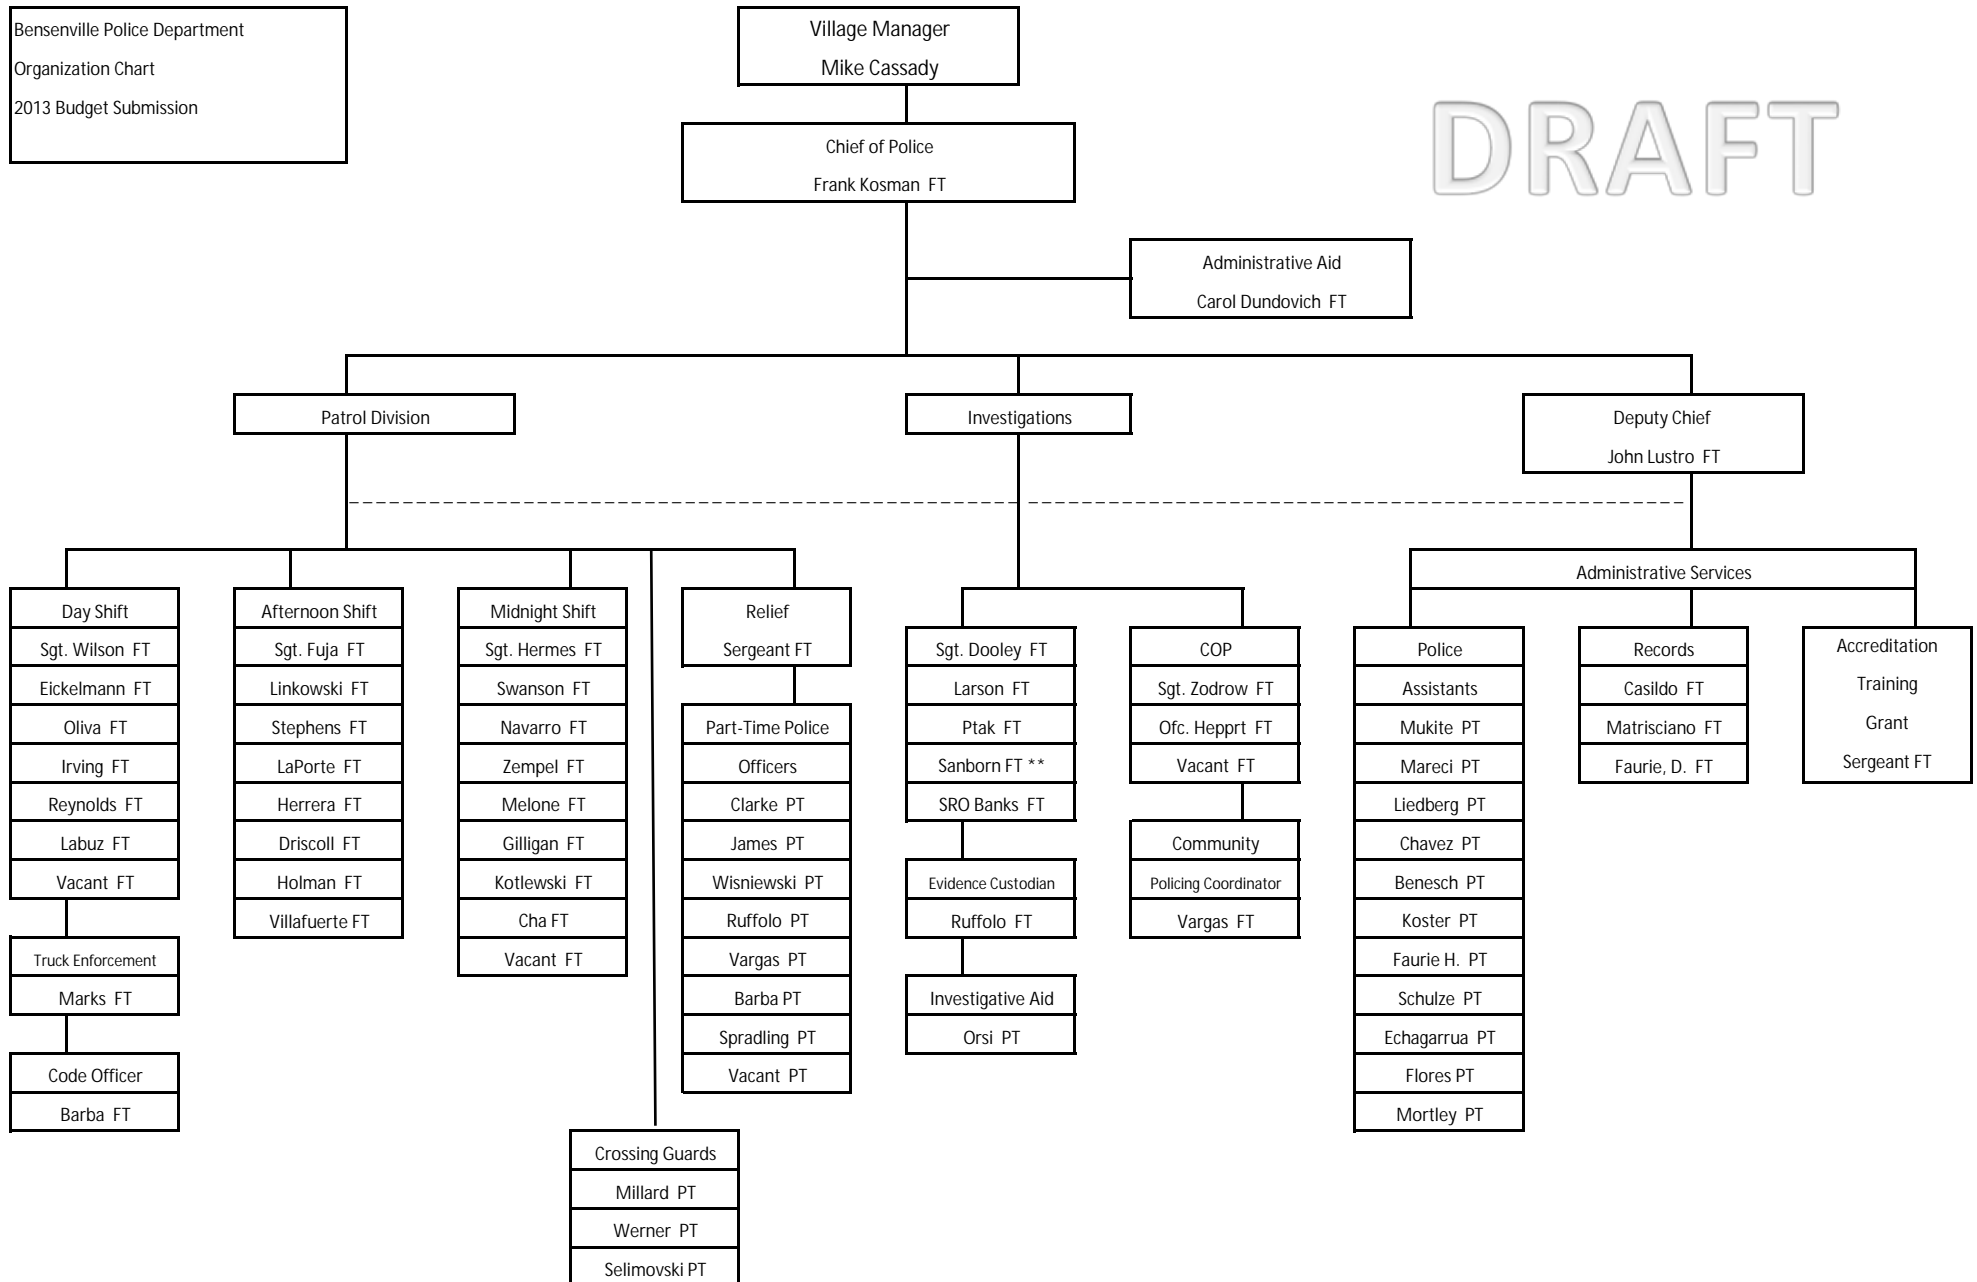 Bensenville Police Department
Organization Chart
2013 Budget Submission
Village Manager
Mike Cassady
DRAFT
Chief of Police
Frank Kosman FT
Administrative Aid
Carol Dundovich FT
Patrol Division
Investigations
Deputy Chief
John Lustro FT
Day Shift
Sgt. Wilson FT
Eickelmann FT
Oliva FT
Irving FT
Reynolds FT
Labuz FT
Vacant FT
Truck Enforcement
Marks FT
Code Officer
Barba FT
Afternoon Shift
Sgt. Fuja FT
Linkowski FT
Stephens FT
LaPorte FT
Herrera FT
Driscoll FT
Holman FT
Villafuerte FT
Midnight Shift
Sgt. Hermes FT
Swanson FT
Navarro FT
Zempel FT
Melone FT
Gilligan FT
Kotlewski FT
Cha FT
Vacant FT
Crossing Guards
Millard PT
Werner PT
Selimovski PT
Relief
Sergeant FT
Part-Time Police
Officers
Clarke PT
James PT
Wisniewski PT
Ruffolo PT
Vargas PT
Barba PT
Spradling PT
Vacant PT
Sgt. Dooley FT
Larson FT
Ptak FT
Sanborn FT **
SRO Banks FT
Evidence Custodian
Ruffolo FT
Investigative Aid
Orsi PT
COP
Sgt. Zodrow FT
Ofc. Hepprt FT
Vacant FT
Community
Policing Coordinator
Vargas FT
Administrative Services
Police
Assistants
Mukite PT
Mareci PT
Liedberg PT
Chavez PT
Benesch PT
Koster PT
Faurie H. PT
Schulze PT
Echagarrua PT
Flores PT
Mortley PT
Records
Casildo FT
Matrisciano FT
Faurie, D. FT
Accreditation
Training
Grant
Sergeant FT